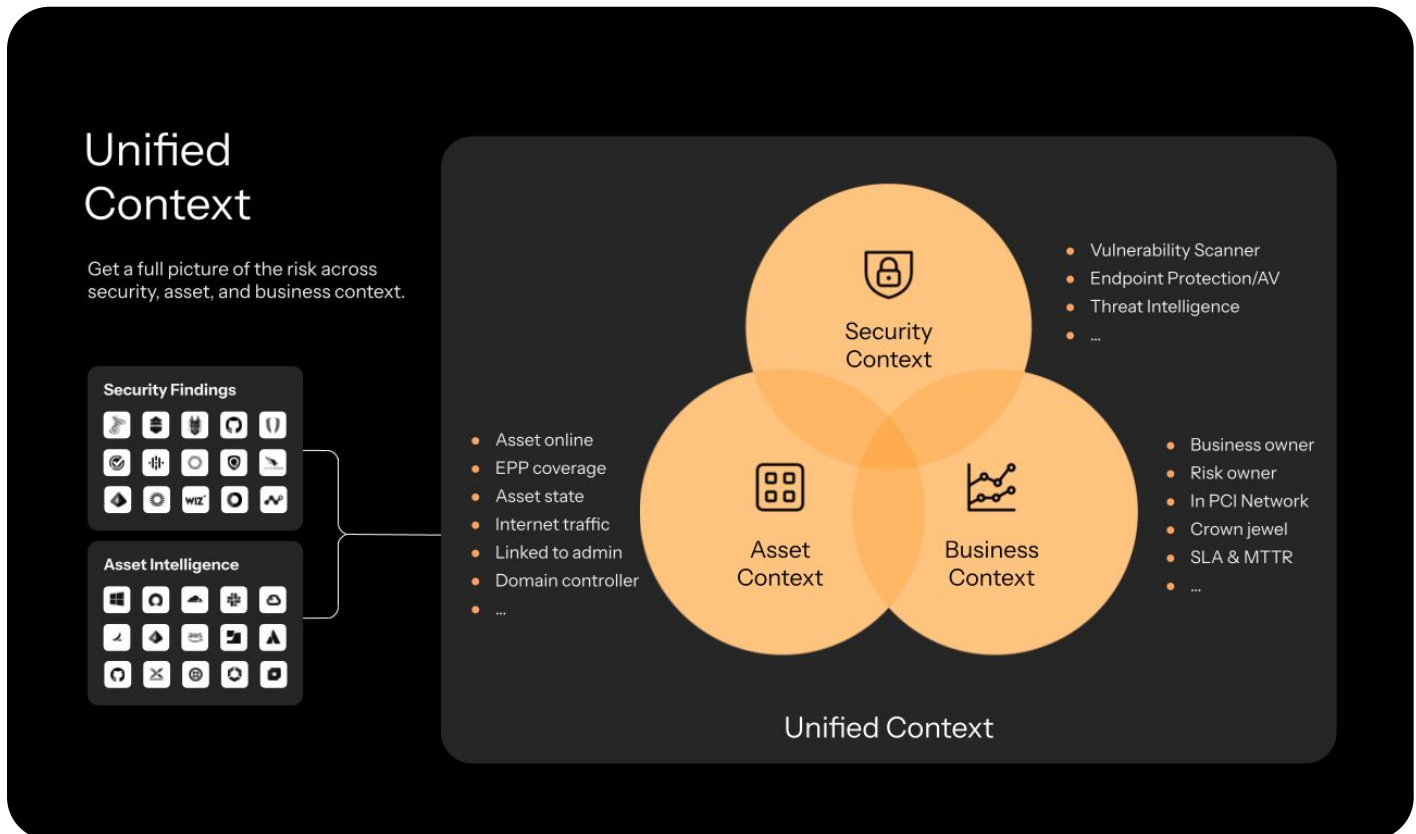 Unified
Context
Get a full picture of the risk across
security, asset, and business context.
Security Findings
WIZ
Asset Intelligence
aws
Asset online
EPP coverage
Asset state
Internet traffic
Linked to admin
Domain controller
...
Security
Context
Asset
Context
Business
Context
Vulnerability Scanner
Endpoint Protection/AV
Threat Intelligence
...
Business owner
Risk owner
In PCI Network
Crown jewel
SLA & MTTR
...
Unified Context